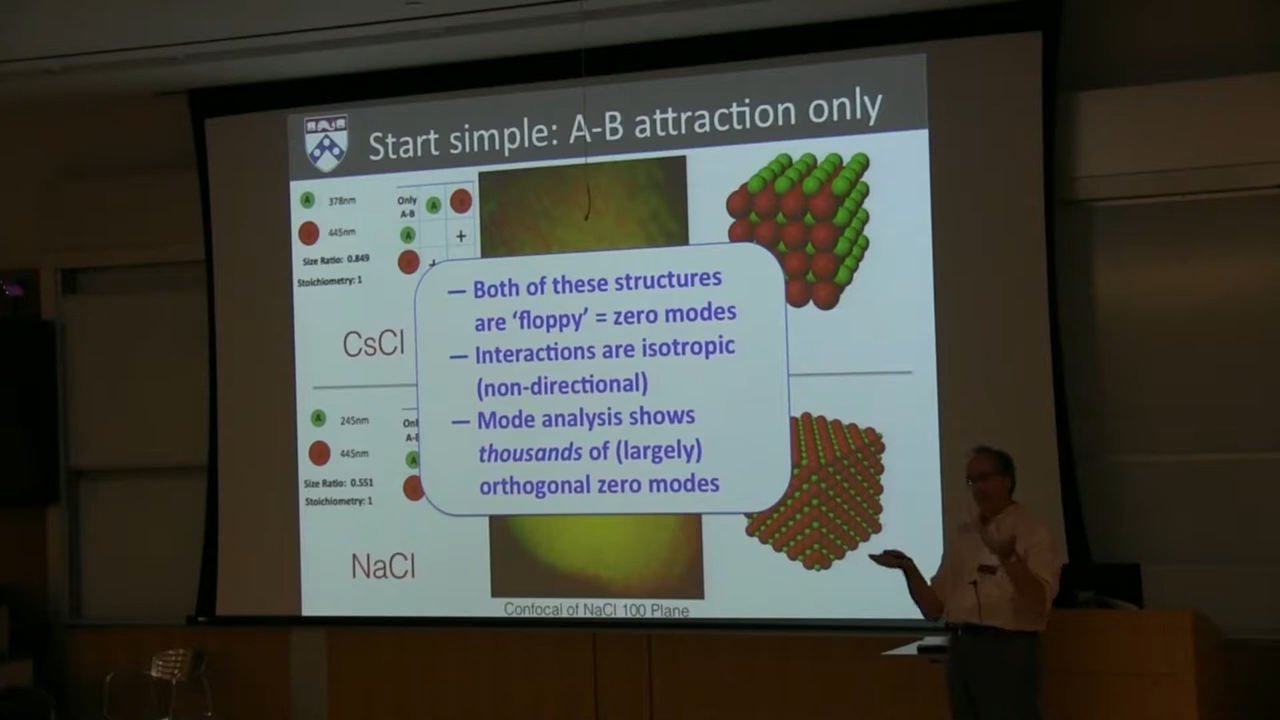 Start simple: A-B attraction only
A 378nm
445nm
Size Ratio: 0.849
Stoichiometry: 1
Only A
A-B
A +
CsCl
— Both of these structures
are ‘floppy’ = zero modes
— Interactions are isotropic
(non-directional)
— Mode analysis shows
thousands of (largely)
orthogonal zero modes
A 245nm
445nm
Size Ratio: 0.551
Stoichiometry: 1
A
NaCl
Confocal of NaCl 100 Plane